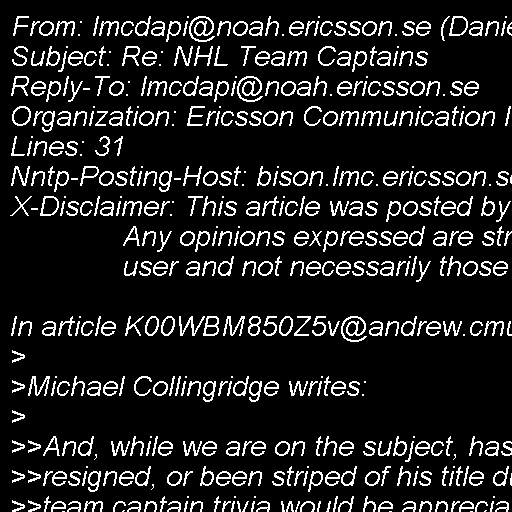 From: lmcdapi@noah.ericsson.se (Danie
Subject: Re: NHL Team Captains
Reply-To: lmcdapi@noah.ericsson.se
Organization: Ericsson Communication I
Lines: 31
Nntp-Posting-Host: bison.lmc.ericsson.s
X-Disclaimer: This article was posted by
Any opinions expressed are str
user and not necessarily those
In article K00WBM850Z5v@andrew.cmu
>
>Michael Collingridge writes:
>
>>And, while we are on the subject, has
>>resigned, or been striped of his title d
>>team captain trivia would be apprecia